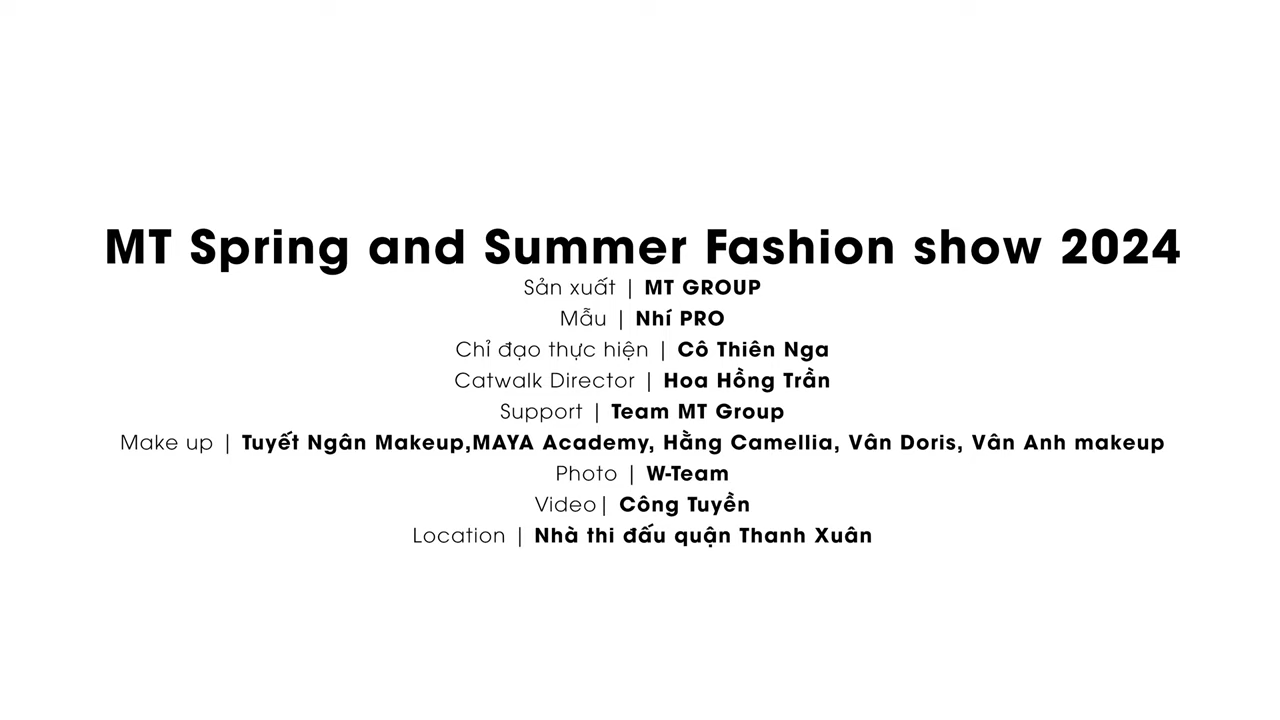 MT Spring and Summer Fashion show 2024
Sản xuất | MT GROUP
Mẫu | Nhí PRO
Chỉ đạo thực hiện | Cô Thiên Nga
Catwalk Director | Hoa Hồng Trần
Support | Team MT Group
Make up | Tuyết Ngân Makeup,MAYA Academy, Hằng Camellia, Vân Doris, Vân Anh makeup
Photo | W-Team
Video| Công Tuyền
Location | Nhà thi đấu quận Thanh Xuân